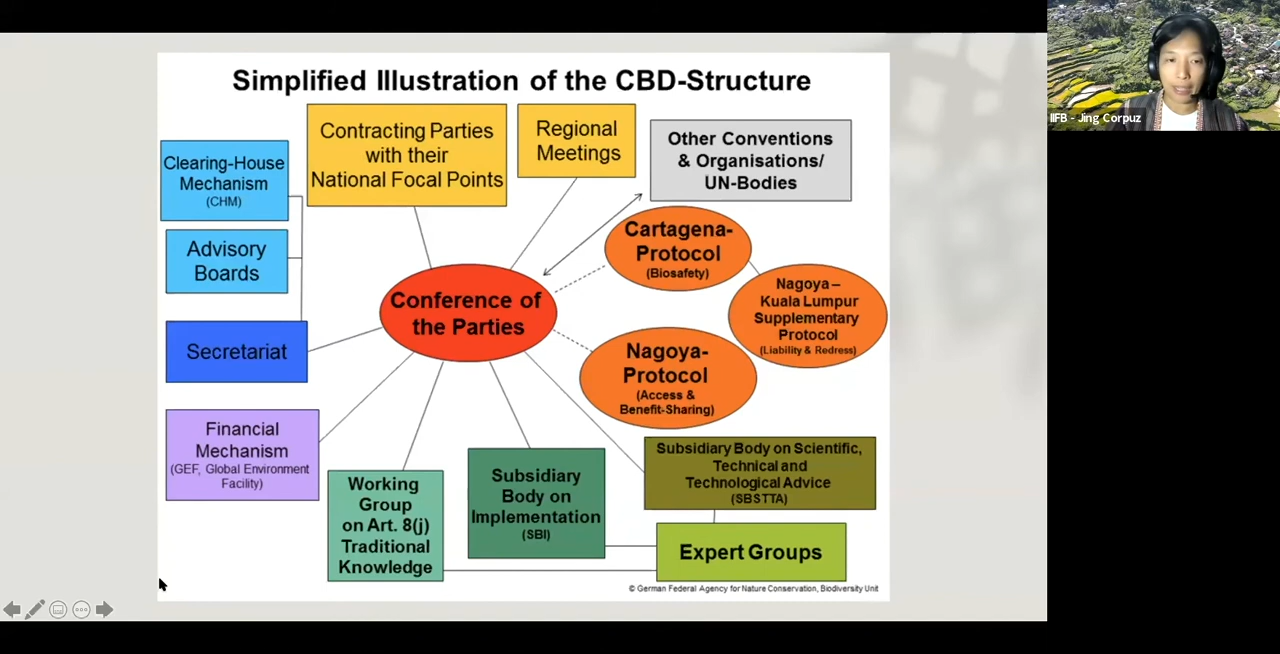 Simplified Illustration of the CBD-Structure
Contracting Parties
with their
National Focal Points
Regional
Meetings
Other Conventions
& Organisations/
UN-Bodies
Clearing-House
Mechanism
(CHM)
Advisory
Boards
Secretariat
Conference of
the Parties
Cartagena-
Protocol
(Biosafety)
Nagoya –
Kuala Lumpur
Supplementary
Protocol
(Liability & Redress)
Nagoya-
Protocol
(Access &
Benefit-Sharing)
Financial
Mechanism
(GEF, Global Environment
Facility)
Working
Group
on Art. 8(j)
Traditional
Knowledge
Subsidiary
Body on
Implementation
(SBI)
Subsidiary Body on Scientific,
Technical and
Technological Advice
(SBSTTA)
Expert Groups
© German Federal Agency for Nature Conservation, Biodiversity Unit
IIFB - Jing Corpuz